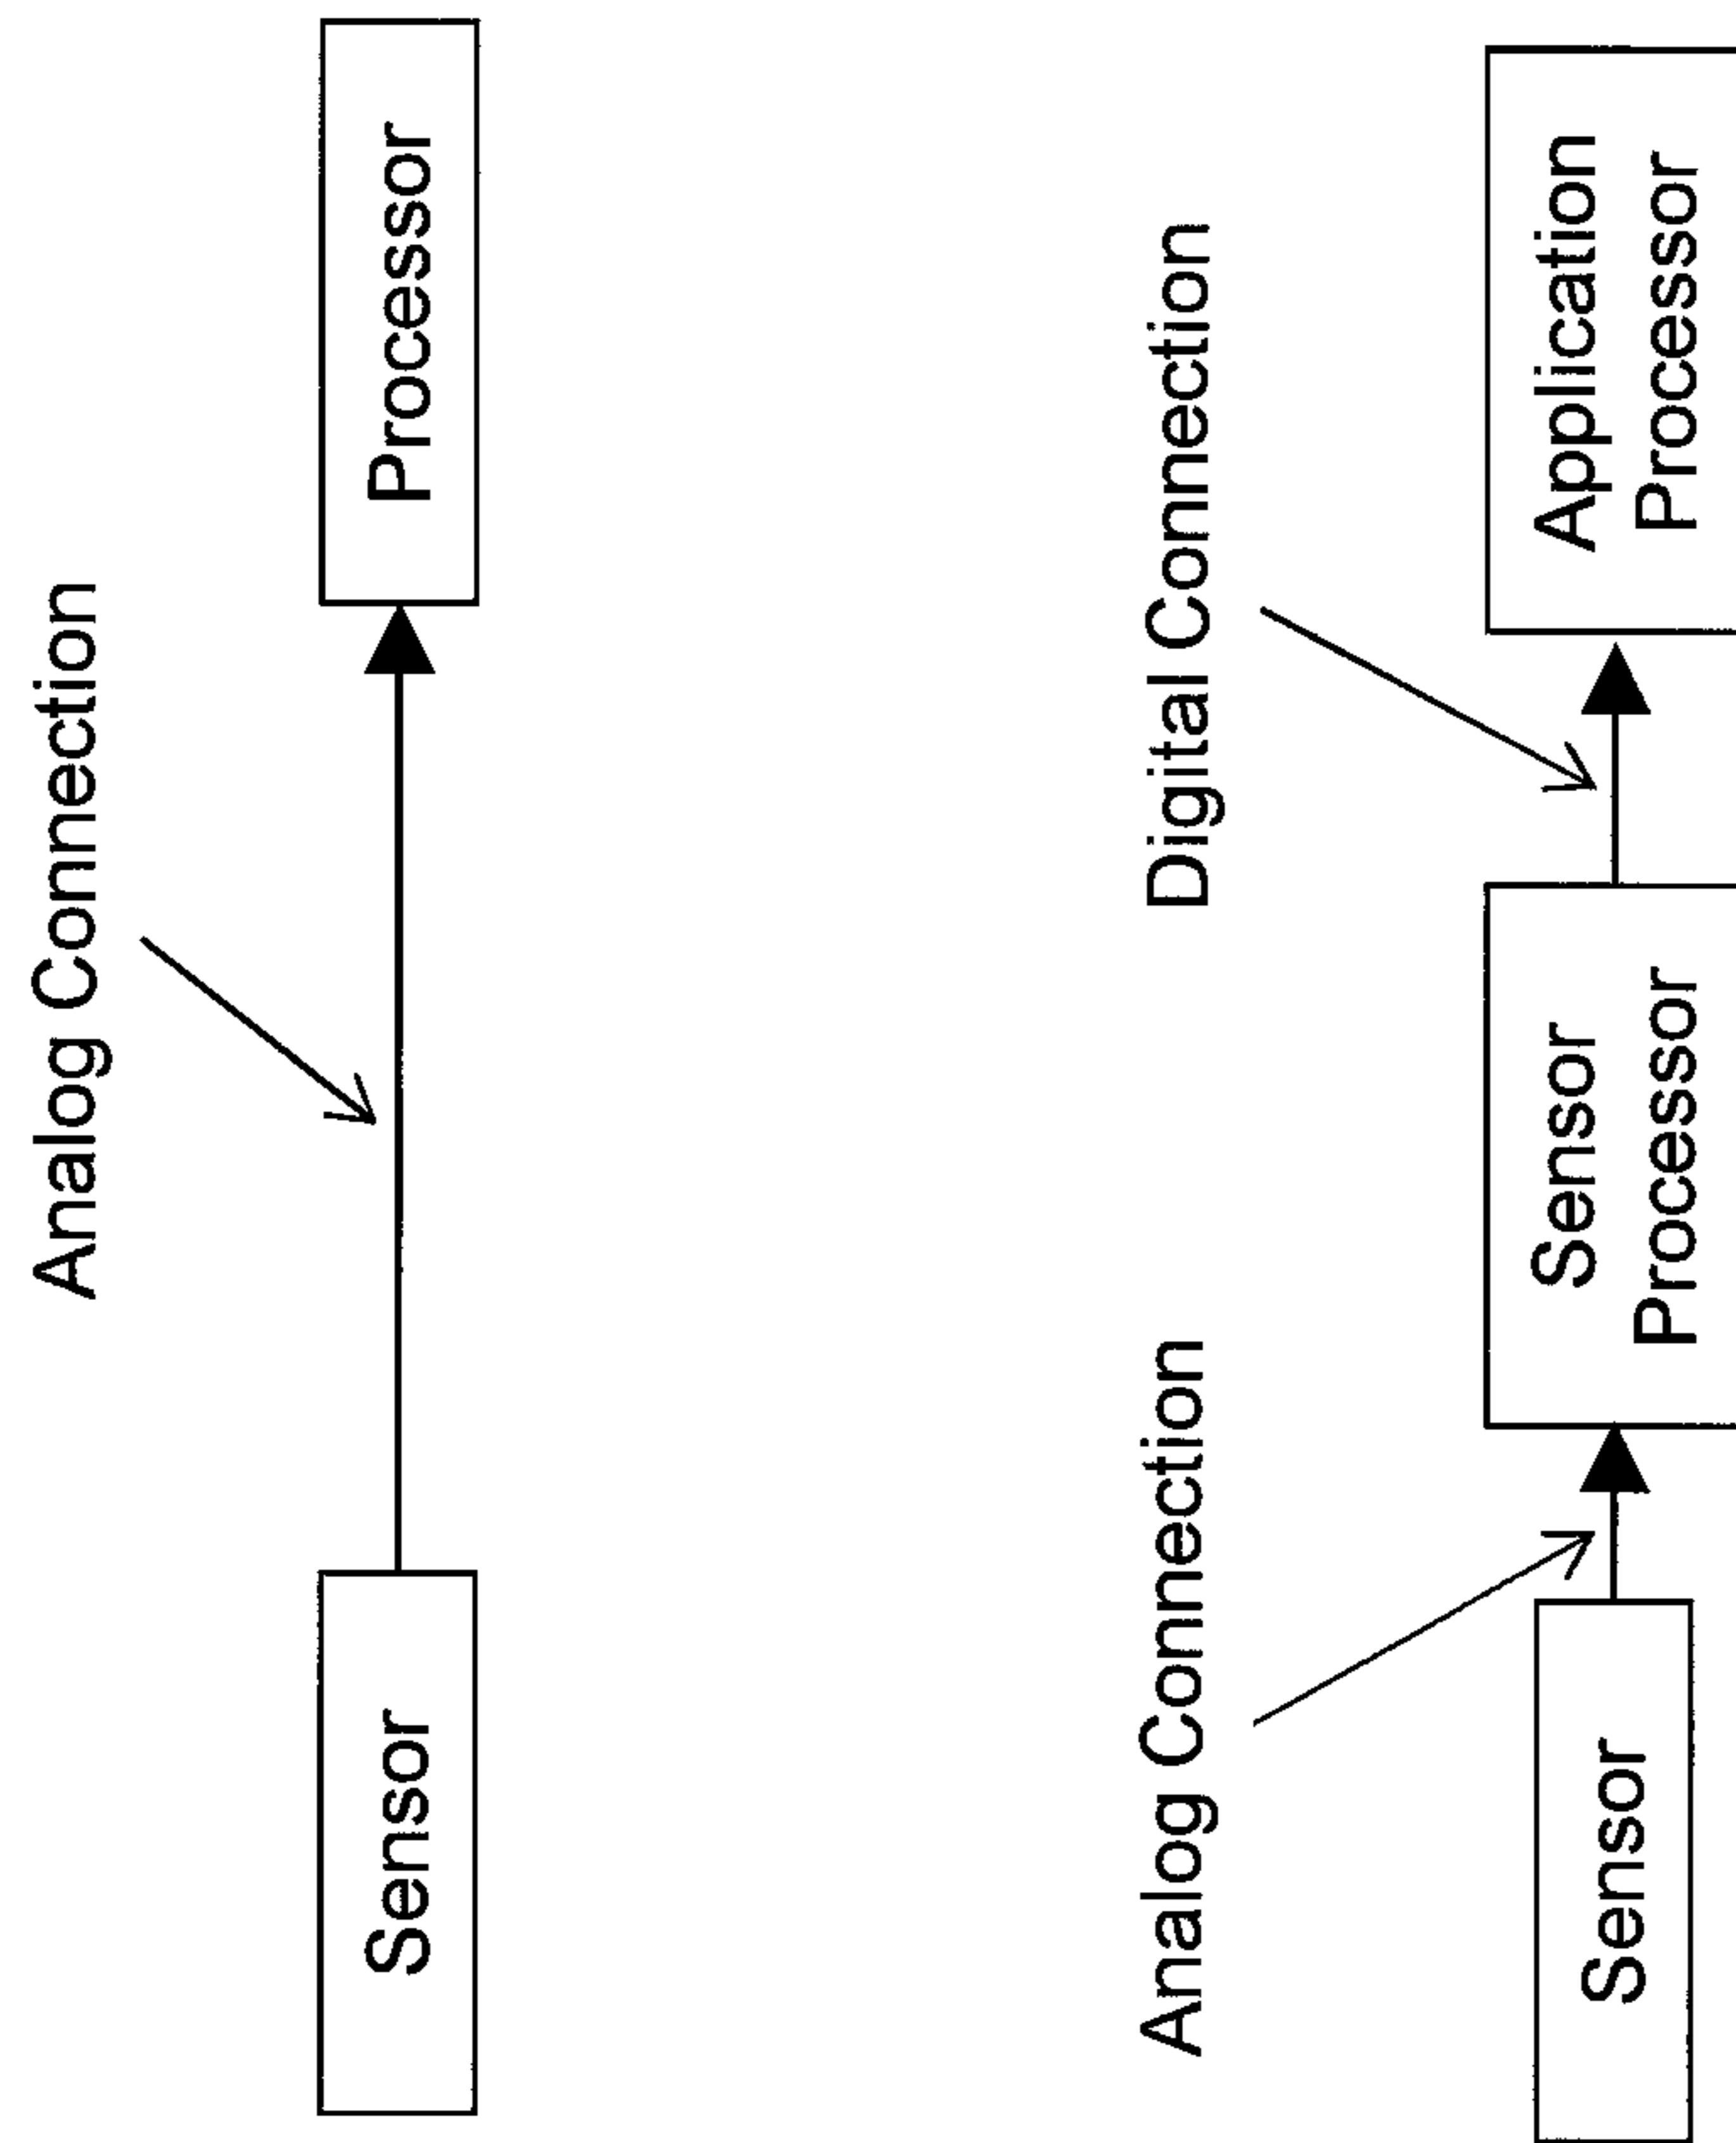 Analog Connection
Sensor
Processor
Analog Connection
Digital Connection
Sensor
Sensor
Processor
Application
Processor